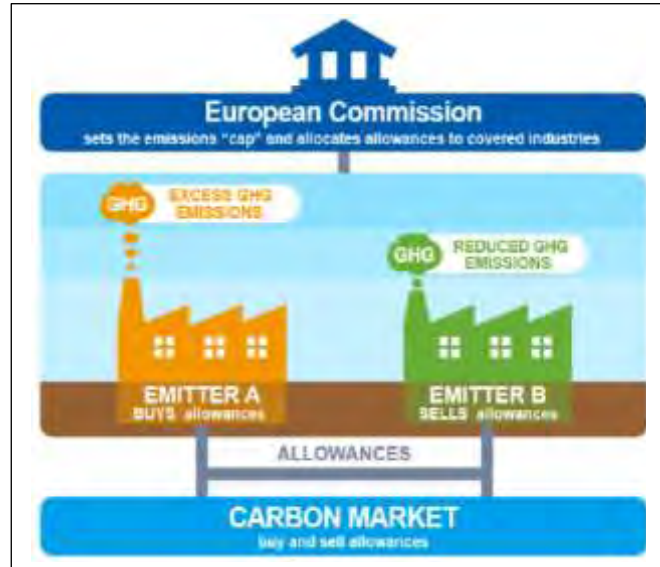 European Commission
sets the emissions "cap" and allocates allowances to covered industries
GHG
EXCESS GHG
EMISSIONS
GHG
REDUCED GHG
EMISSIONS
EMITTER A
BUYS allowances
EMITTER B
SELLS allowances
ALLOWANCES
CARBON MARKET
buy and sell allowances